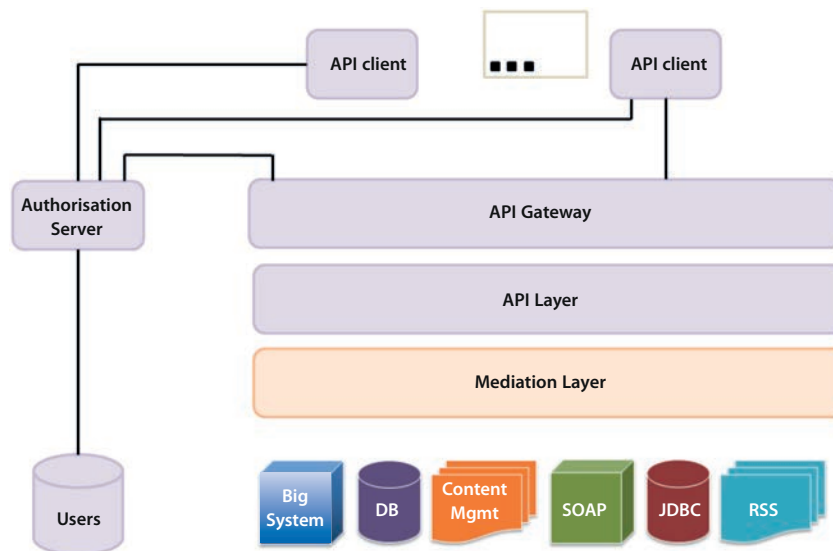 API client
API client
Authorisation
Server
API Gateway
API Layer
Mediation Layer
Users
Big
System
DB
Content
Mgmt
SOAP
JDBC
RSS